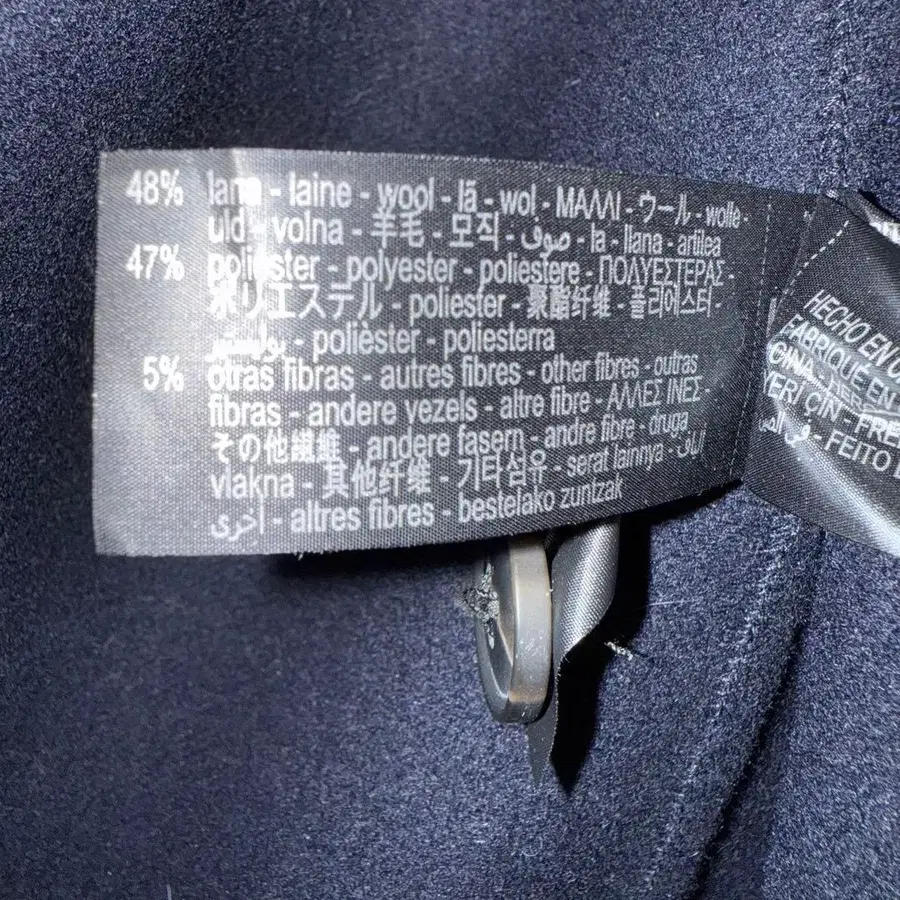 48% lana - laine - wool - lã - wol - ΜΑΛΛΙ - ウール - wolle -
uld - volna - 羊毛 - 모직 - صوف - la - llana - artilea
47% poliéster - polyester - poliestere - ΠΟΛΥΕΣΤΕΡΑΣ -
ポリエステル - poliester - 聚酯纤维 - 폴리에스터 -
بوليستر - polièster - poliesterra
5% otras fibras - autres fibres - other fibres - outras
fibras - andere vezels - altre fibre - ΑΛΛΕΣ ΙΝΕΣ -
その他繊維 - andere fasern - andre fibre - druga
vlakna - 其他纤维 - 기타섬유 - serat lainnya - ألياف
أخرى - altres fibres - bestelako zuntzak
HECHO EN
FABRIQUÉ EN
YERİ ÇİN -
FEITO